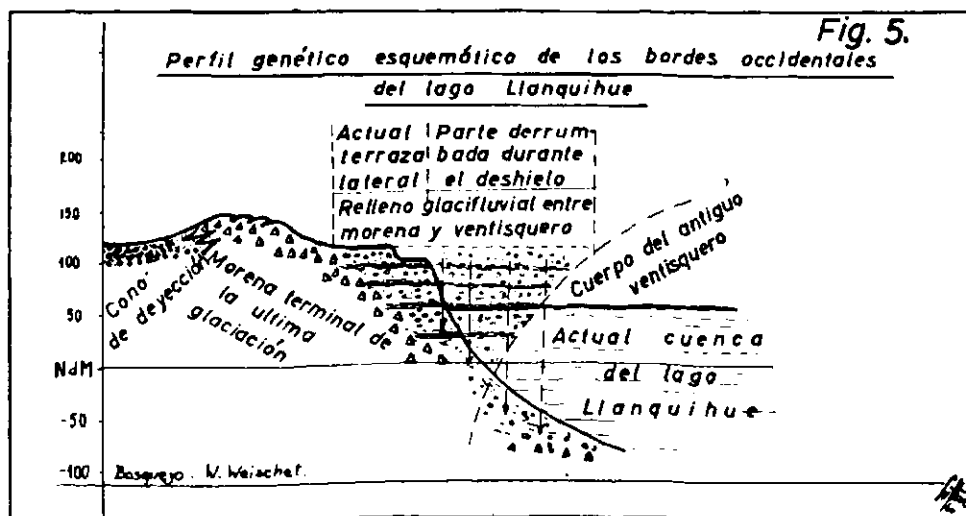 Fig. 5.
Perfil genético esquemático de los bordes occidentales
del lago Llanquihue
Actual
terraza
lateral
Parte derrum
bada durante
el deshielo
Relleno glacifluvial entre
morena y ventisquero
Cuerpo del antiguo
ventisquero
Cono
de deyección
Morena terminal de
la ultima
glaciación
Actual cuenca
del lago
Llanquihue
200
150
100
50
NdM
-50
-100
Bosquejo. W. Weischet.